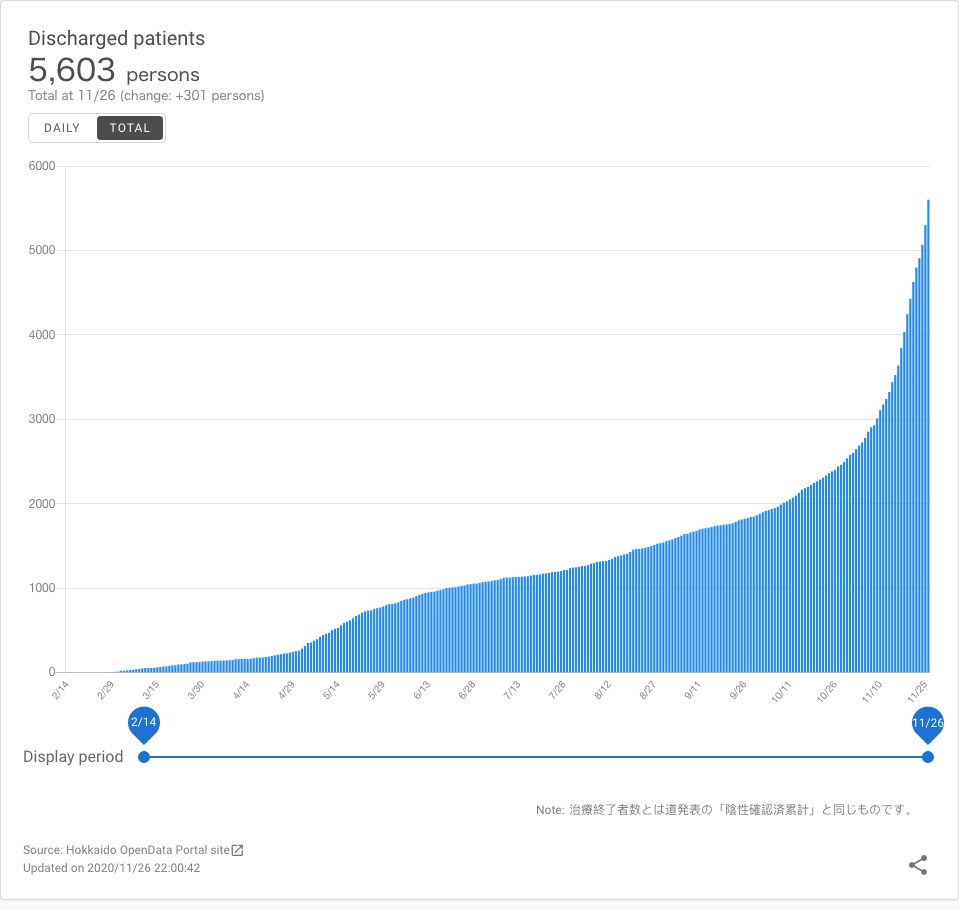 Discharged patients
5,603 persons
Total at 11/26 (change: +301 persons)
DAILY TOTAL
6000
5000
4000
3000
2000
1000
0
2/14 2/29 3/15 3/30 4/14 4/29 5/14 5/29 6/13 6/28 7/13 7/28 8/12 8/27 9/11 9/26 10/11 10/26 11/10 11/25
2/14 11/26
Display period
Note: 治療終了者数とは道発表の「陰性確認済累計」と同じものです。
Source: Hokkaido OpenData Portal site
Updated on 2020/11/26 22:00:42